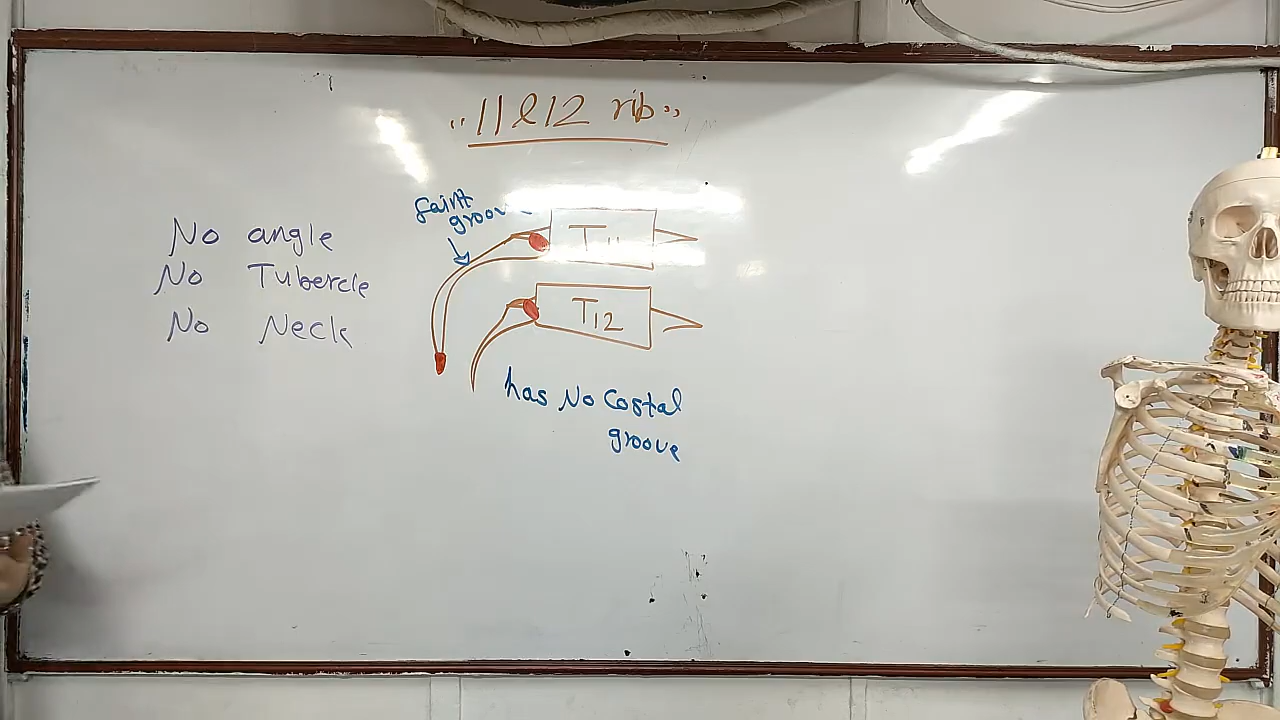 "11 & 12 rib"
No angle
No Tubercle
No Neck
faint
groove
T11
T12
has No Costal
groove